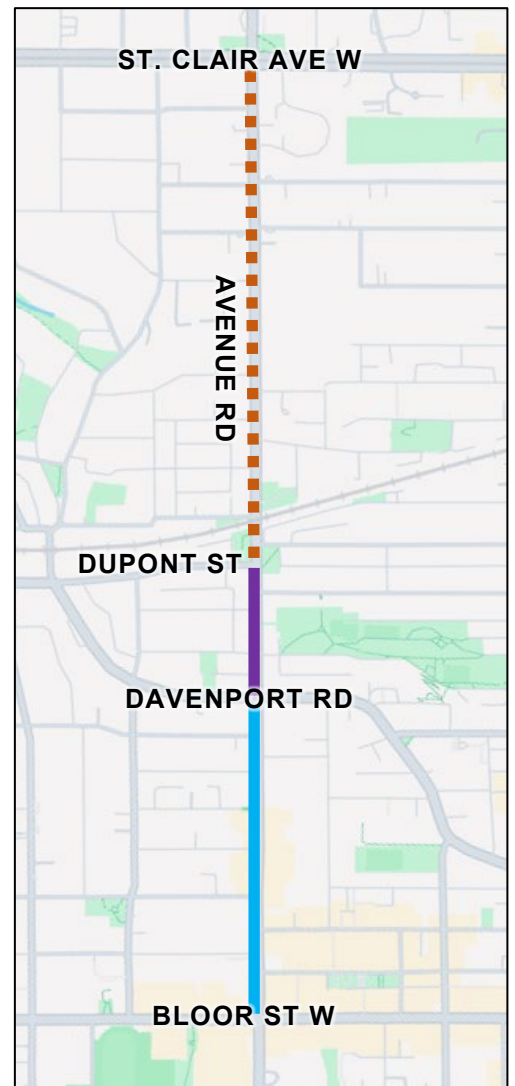 ST. CLAIR AVE W
AVENUE RD
DUPONT ST
DAVENPORT RD
BLOOR ST W